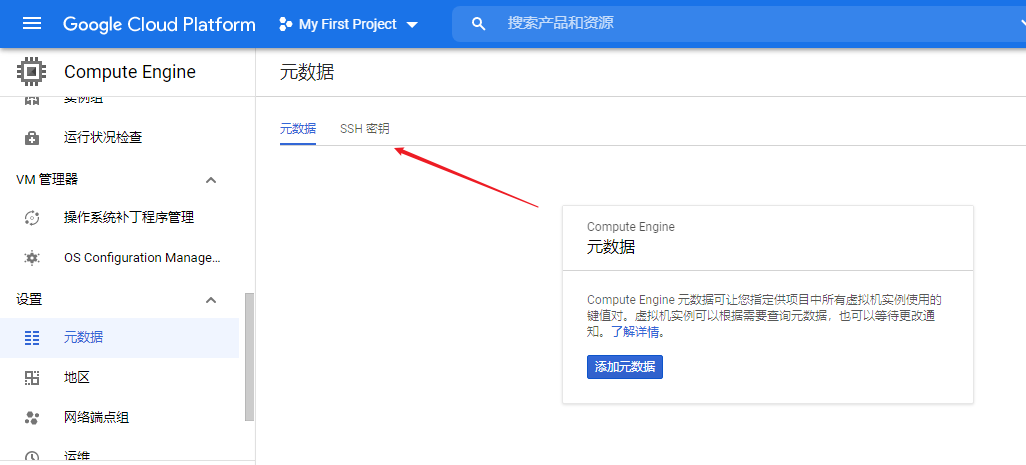 Google Cloud Platform
My First Project
搜索产品和资源
Compute Engine
元数据
实例组
运行状况检查
VM 管理器
操作系统补丁程序管理
OS Configuration Manage...
设置
元数据
地区
网络端点组
运维
元数据
SSH 密钥
Compute Engine
元数据
Compute Engine 元数据可让您指定供项目中所有虚拟机实例使用的
键值对。虚拟机实例可以根据需要查询元数据，也可以等待更改通
知。了解详情。
添加元数据